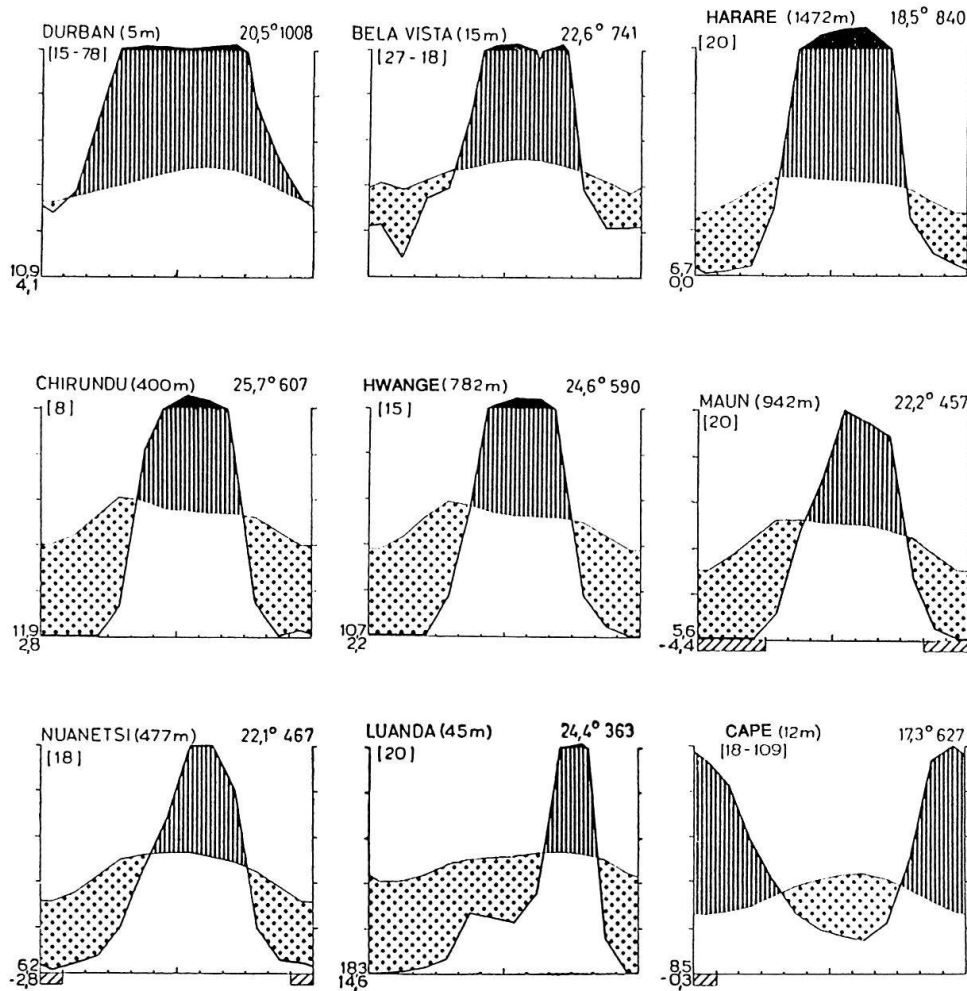 DURBAN (5m) 20,5° 1008
[15-78]
10,9
4,1
BELA VISTA (15m) 22,6° 741
[27-18]
HARARE (1472m) 18,5° 840
[20]
6,7
0,0
CHIRUNDU (400m) 25,7° 607
[8]
11,9
2,8
HWANGE (782m) 24,6° 590
[15]
10,7
2,2
MAUN (942m) 22,2° 457
[20]
5,6
-4,4
NUANETSI (477m) 22,1° 467
[18]
6,2
-2,8
LUANDA (45m) 24,4° 363
[20]
18,3
14,6
CAPE (12m) 17,3° 627
[18-109]
8,5
-0,3